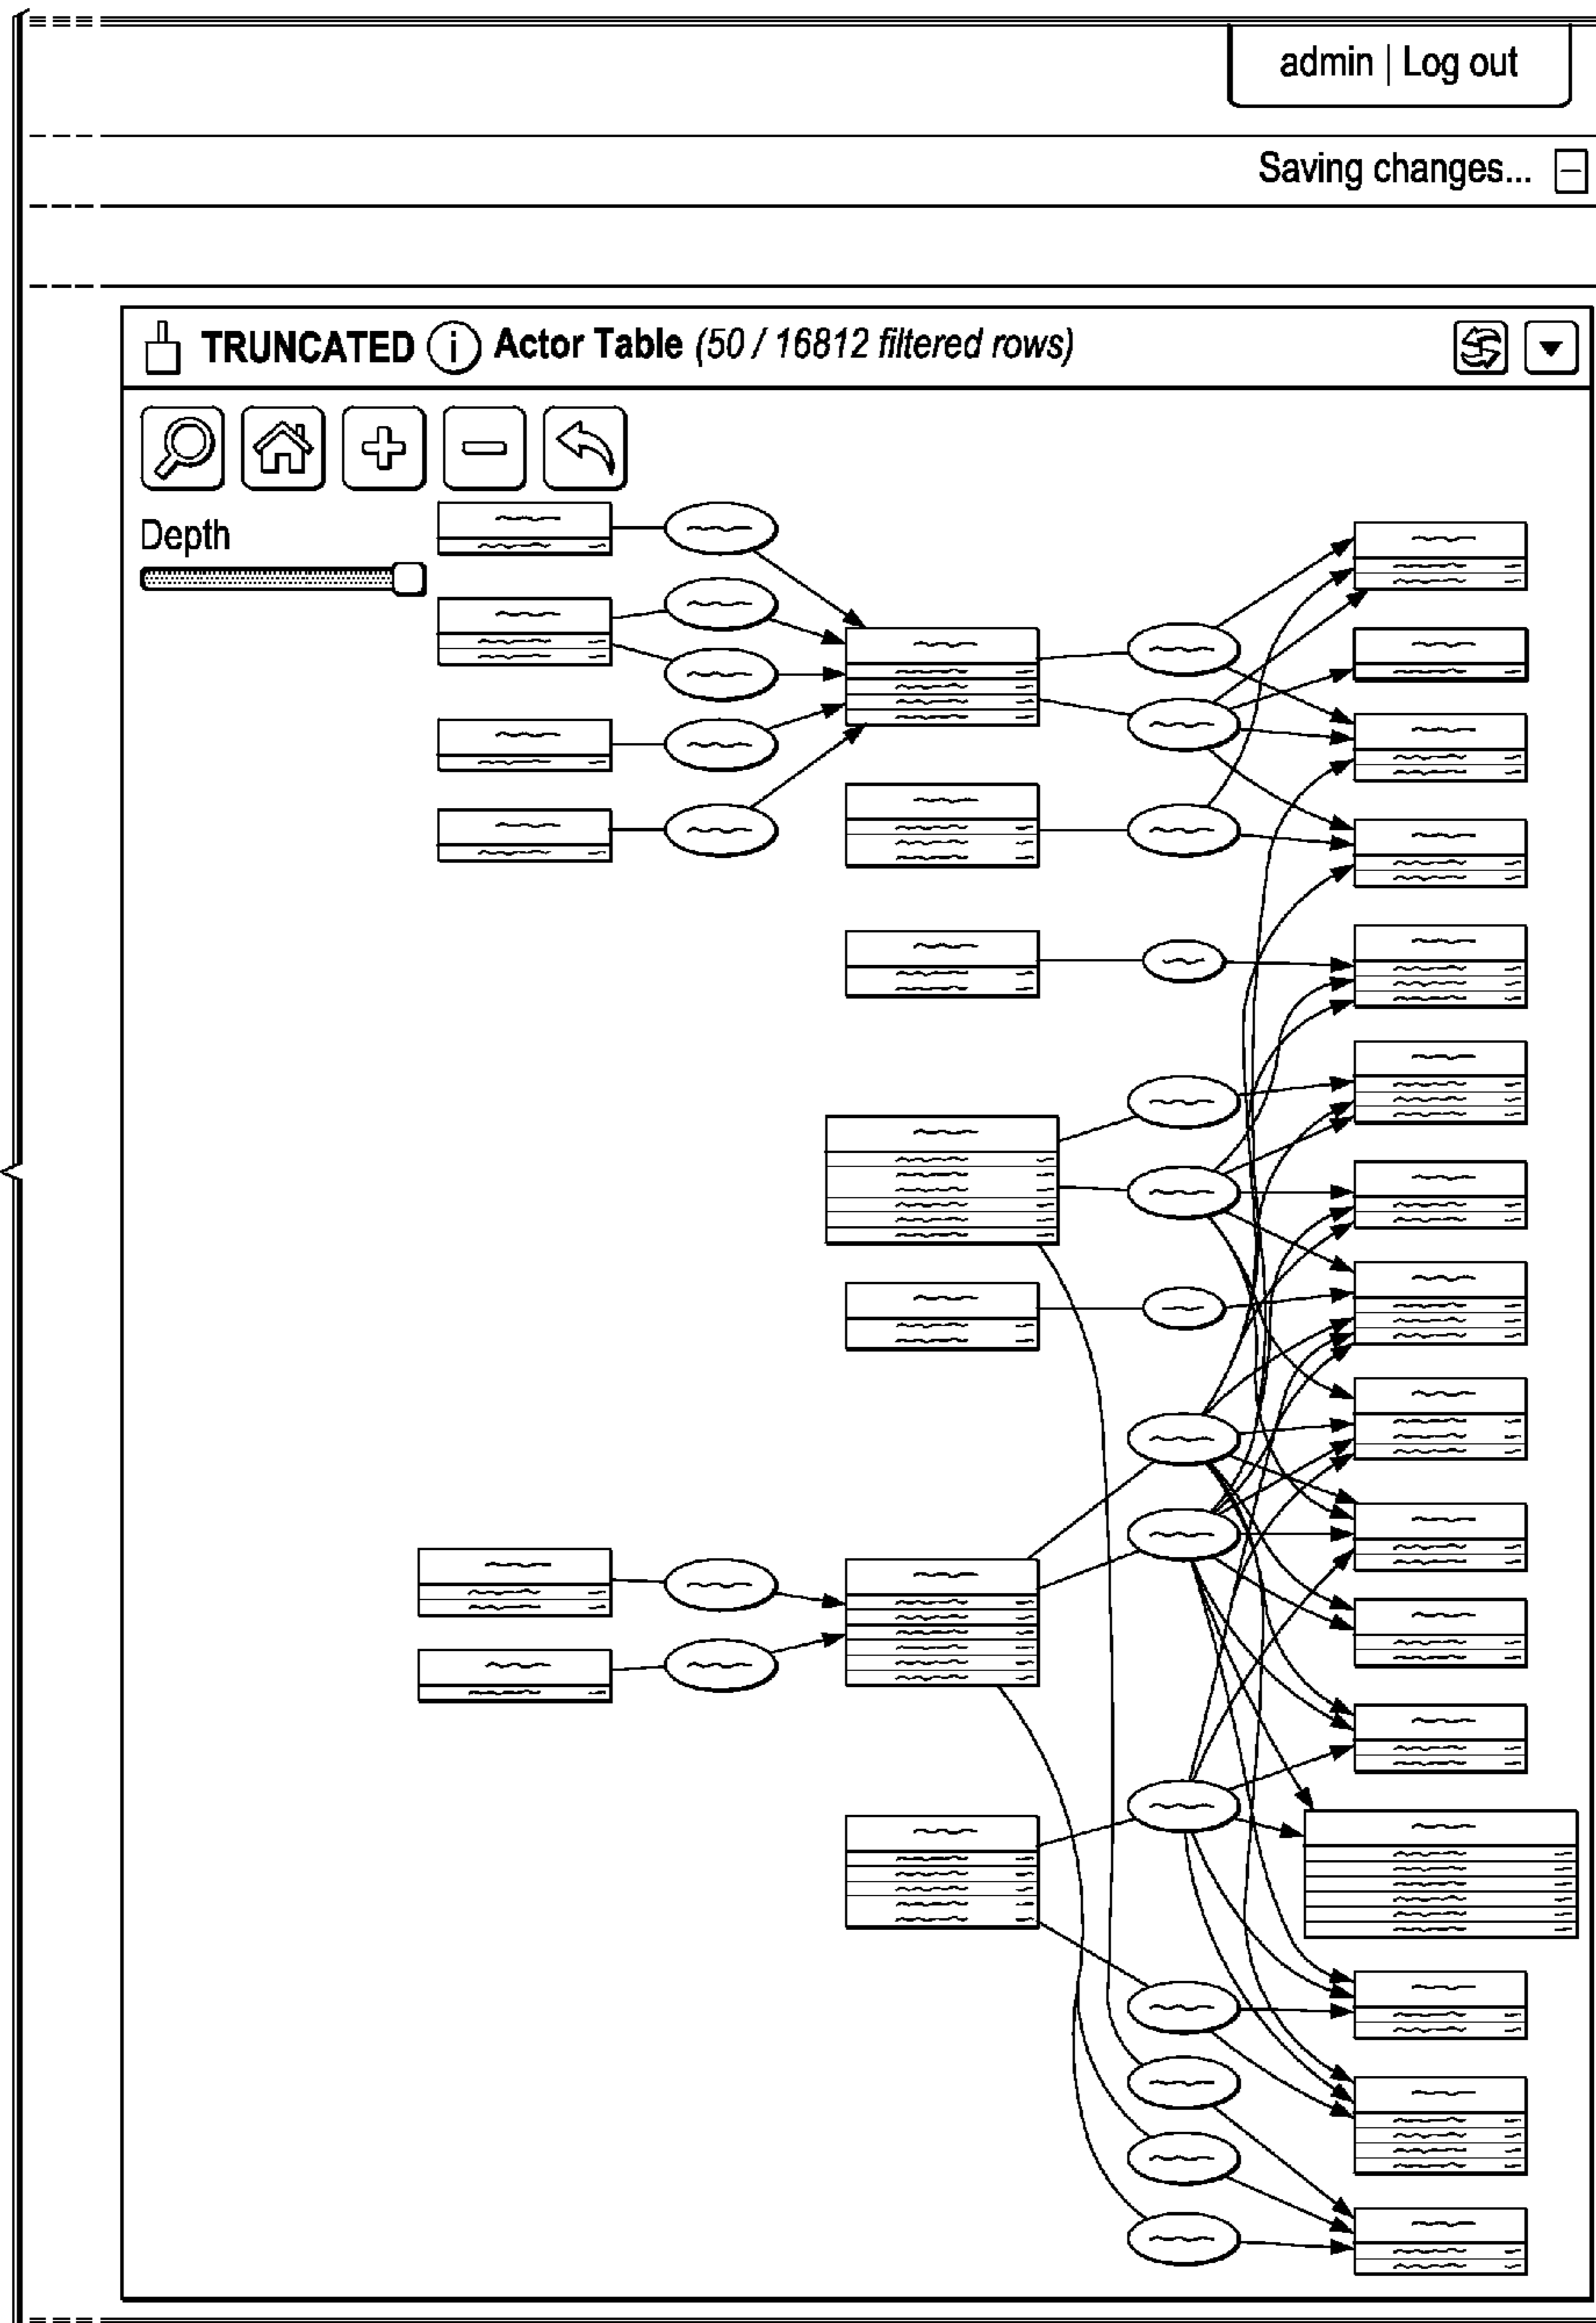 admin | Log out
Saving changes...
TRUNCATED i Actor Table (50 / 16812 filtered rows)
Depth